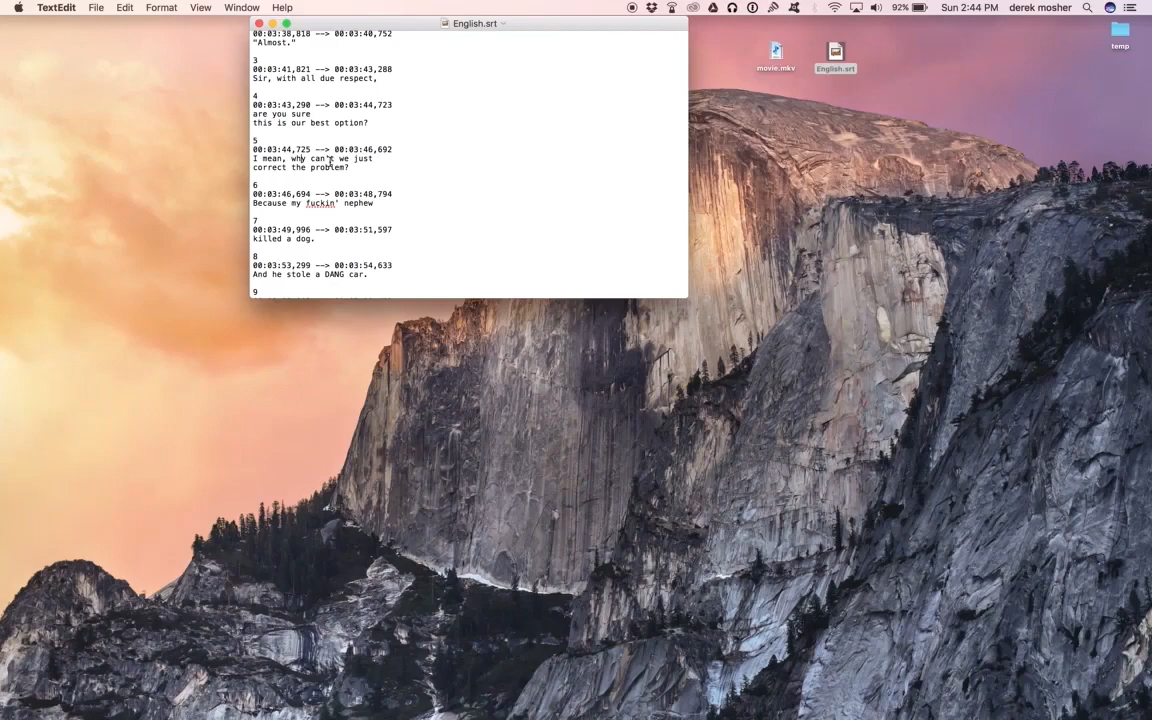 TextEdit File Edit Format View Window Help 92% Sun 2:44 PM derek mosher
English.srt
00:03:38,818 --> 00:03:40,752
"Almost."
3
00:03:41,821 --> 00:03:43,288
Sir, with all due respect,
4
00:03:43,290 --> 00:03:44,723
are you sure
this is our best option?
5
00:03:44,725 --> 00:03:46,692
I mean, why can't we just
correct the problem?
6
00:03:46,694 --> 00:03:48,794
Because my fuckin' nephew
7
00:03:49,996 --> 00:03:51,597
killed a dog.
8
00:03:53,299 --> 00:03:54,633
And he stole a DANG car.
9
movie.mkv
English.srt
temp